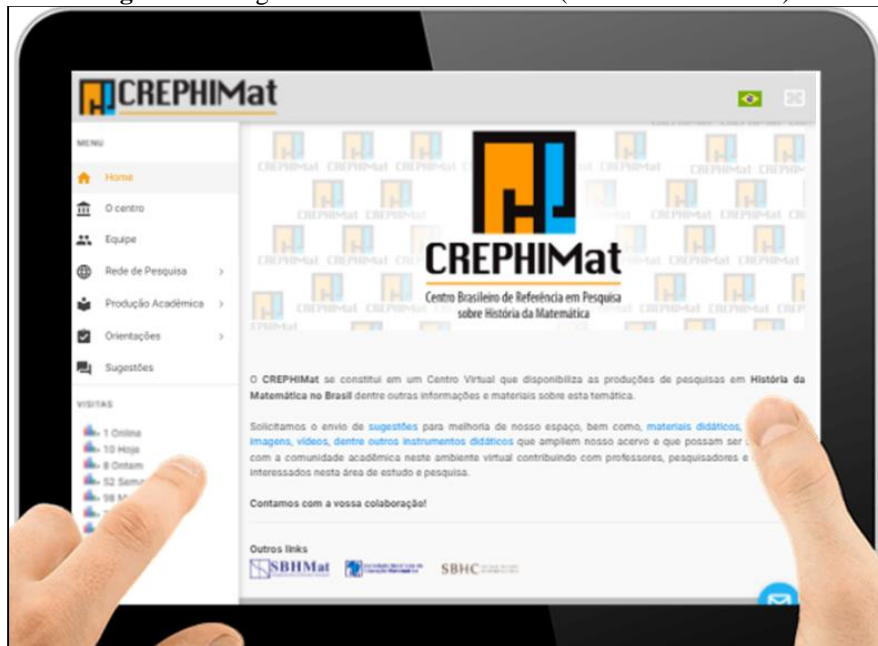 CREPHIMat
MENU
Home
O centro
Equipe
Rede de Pesquisa
Produção Acadêmica
Orientações
Sugestões
VISITAS
1 Online
10 Hoje
8 Ontem
52
98
CREPHIMat
Centro Brasileiro de Referência em Pesquisa
sobre História da Matemática
O CREPHIMat se constitui em um Centro Virtual que disponibiliza as produções de pesquisas em História da
Matemática no Brasil dentre outras informações e materiais sobre esta temática.
Solicitamos o envio de sugestões para melhoria de nosso espaço, bem como, materiais didáticos,
imagens, vídeos, dentre outros instrumentos didáticos que ampliem nosso acervo e que possam ser
com a comunidade acadêmica neste ambiente virtual contribuindo com professores, pesquisadores e
interessados nesta área de estudo e pesquisa.
Contamos com a vossa colaboração!
Outros links
SBHMat
SBHC